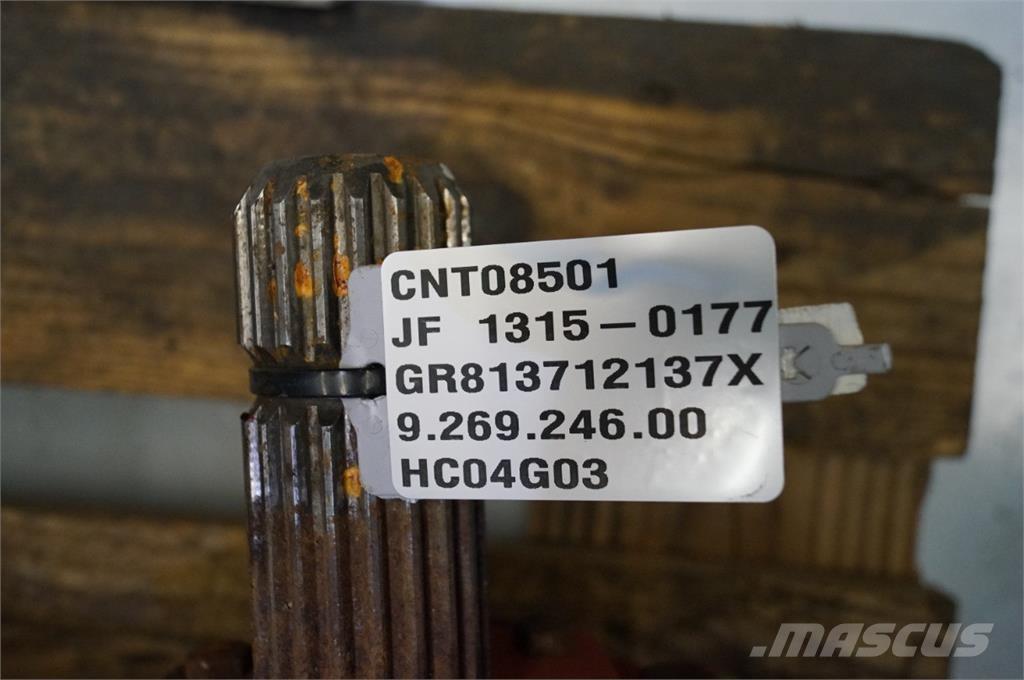 CNT08501
JF 1315-0177
GR813712137X
9.269.246.00
HC04G03
MASCUS